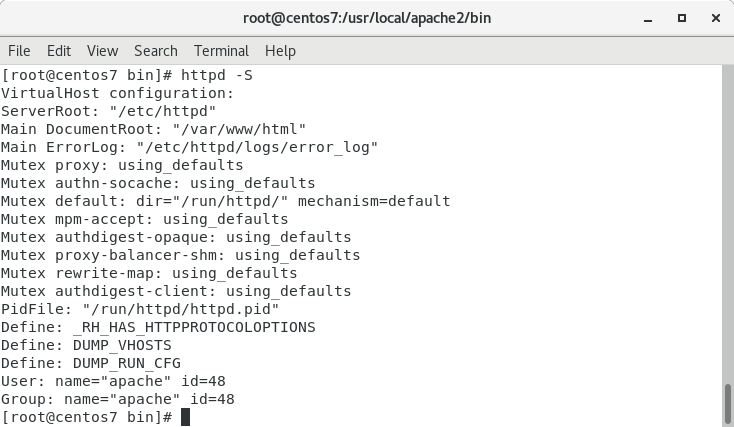 root@centos7:/usr/local/apache2/bin
File Edit View Search Terminal Help
[root@centos7 bin]# httpd -S
VirtualHost configuration:
ServerRoot: "/etc/httpd"
Main DocumentRoot: "/var/www/html"
Main ErrorLog: "/etc/httpd/logs/error_log"
Mutex proxy: using_defaults
Mutex authn-socache: using_defaults
Mutex default: dir="/run/httpd/" mechanism=default
Mutex mpm-accept: using_defaults
Mutex authdigest-opaque: using_defaults
Mutex proxy-balancer-shm: using_defaults
Mutex rewrite-map: using_defaults
Mutex authdigest-client: using_defaults
PidFile: "/run/httpd/httpd.pid"
Define: _RH_HAS_HTTPPROTOCOLOPTIONS
Define: DUMP_VHOSTS
Define: DUMP_RUN_CFG
User: name="apache" id=48
Group: name="apache" id=48
[root@centos7 bin]#